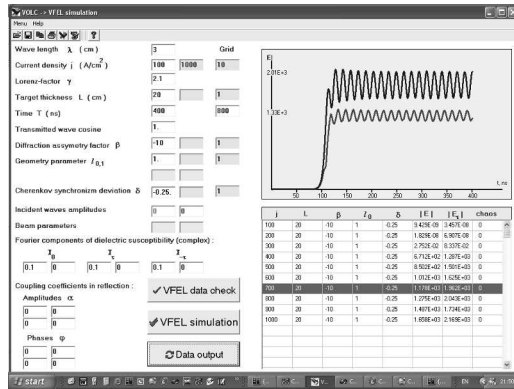 VOLC -> VFEL simulation
Menu Help
Wave length λ ( cm ) 3 Grid
Current density j ( A/cm2 ) 100 1000 10
Lorenz-factor γ 2.1
Target thickness L ( cm ) 20 1
Time T ( ns) 400 800
Transmitted wave cosine 1.
Diffraction assymetry factor β -10 1
Geometry parameter l 0,1 1. 1
Cherenkov synchronizm deviation δ -0.25. 1
Incident waves amplitudes 0 0
Beam parameters
Fourier components of dielectric susceptibility (complex) :
χ0 χτ χ-τ
0.1 0 0.1 0 0.1 0
Coupling coefficients in reflection :
Amplitudes α
0 0
0 0
Phases φ
0 0
0 0
VFEL data check
VFEL simulation
Data output
E
2.01E+3
1.33E+3
50 100 150 200 250 300 350 400
t, ns
j L β l0 δ |E| |Eτ| chaos
100 20 -10 1 -0.25 9.429E-09 3.457E-08 0
200 20 -10 1 -0.25 1.829E-08 6.907E-08 0
300 20 -10 1 -0.25 2.752E-02 8.337E-02 0
400 20 -10 1 -0.25 6.712E+02 1.287E+03 0
500 20 -10 1 -0.25 8.502E+02 1.501E+03 0
600 20 -10 1 -0.25 1.012E+03 1.625E+03 0
700 20 -10 1 -0.25 1.178E+03 1.962E+03 0
800 20 -10 1 -0.25 1.275E+03 2.043E+03 0
900 20 -10 1 -0.25 1.497E+03 1.734E+03 0
1000 20 -10 1 -0.25 1.658E+03 2.169E+03 0
start
EN
21:50